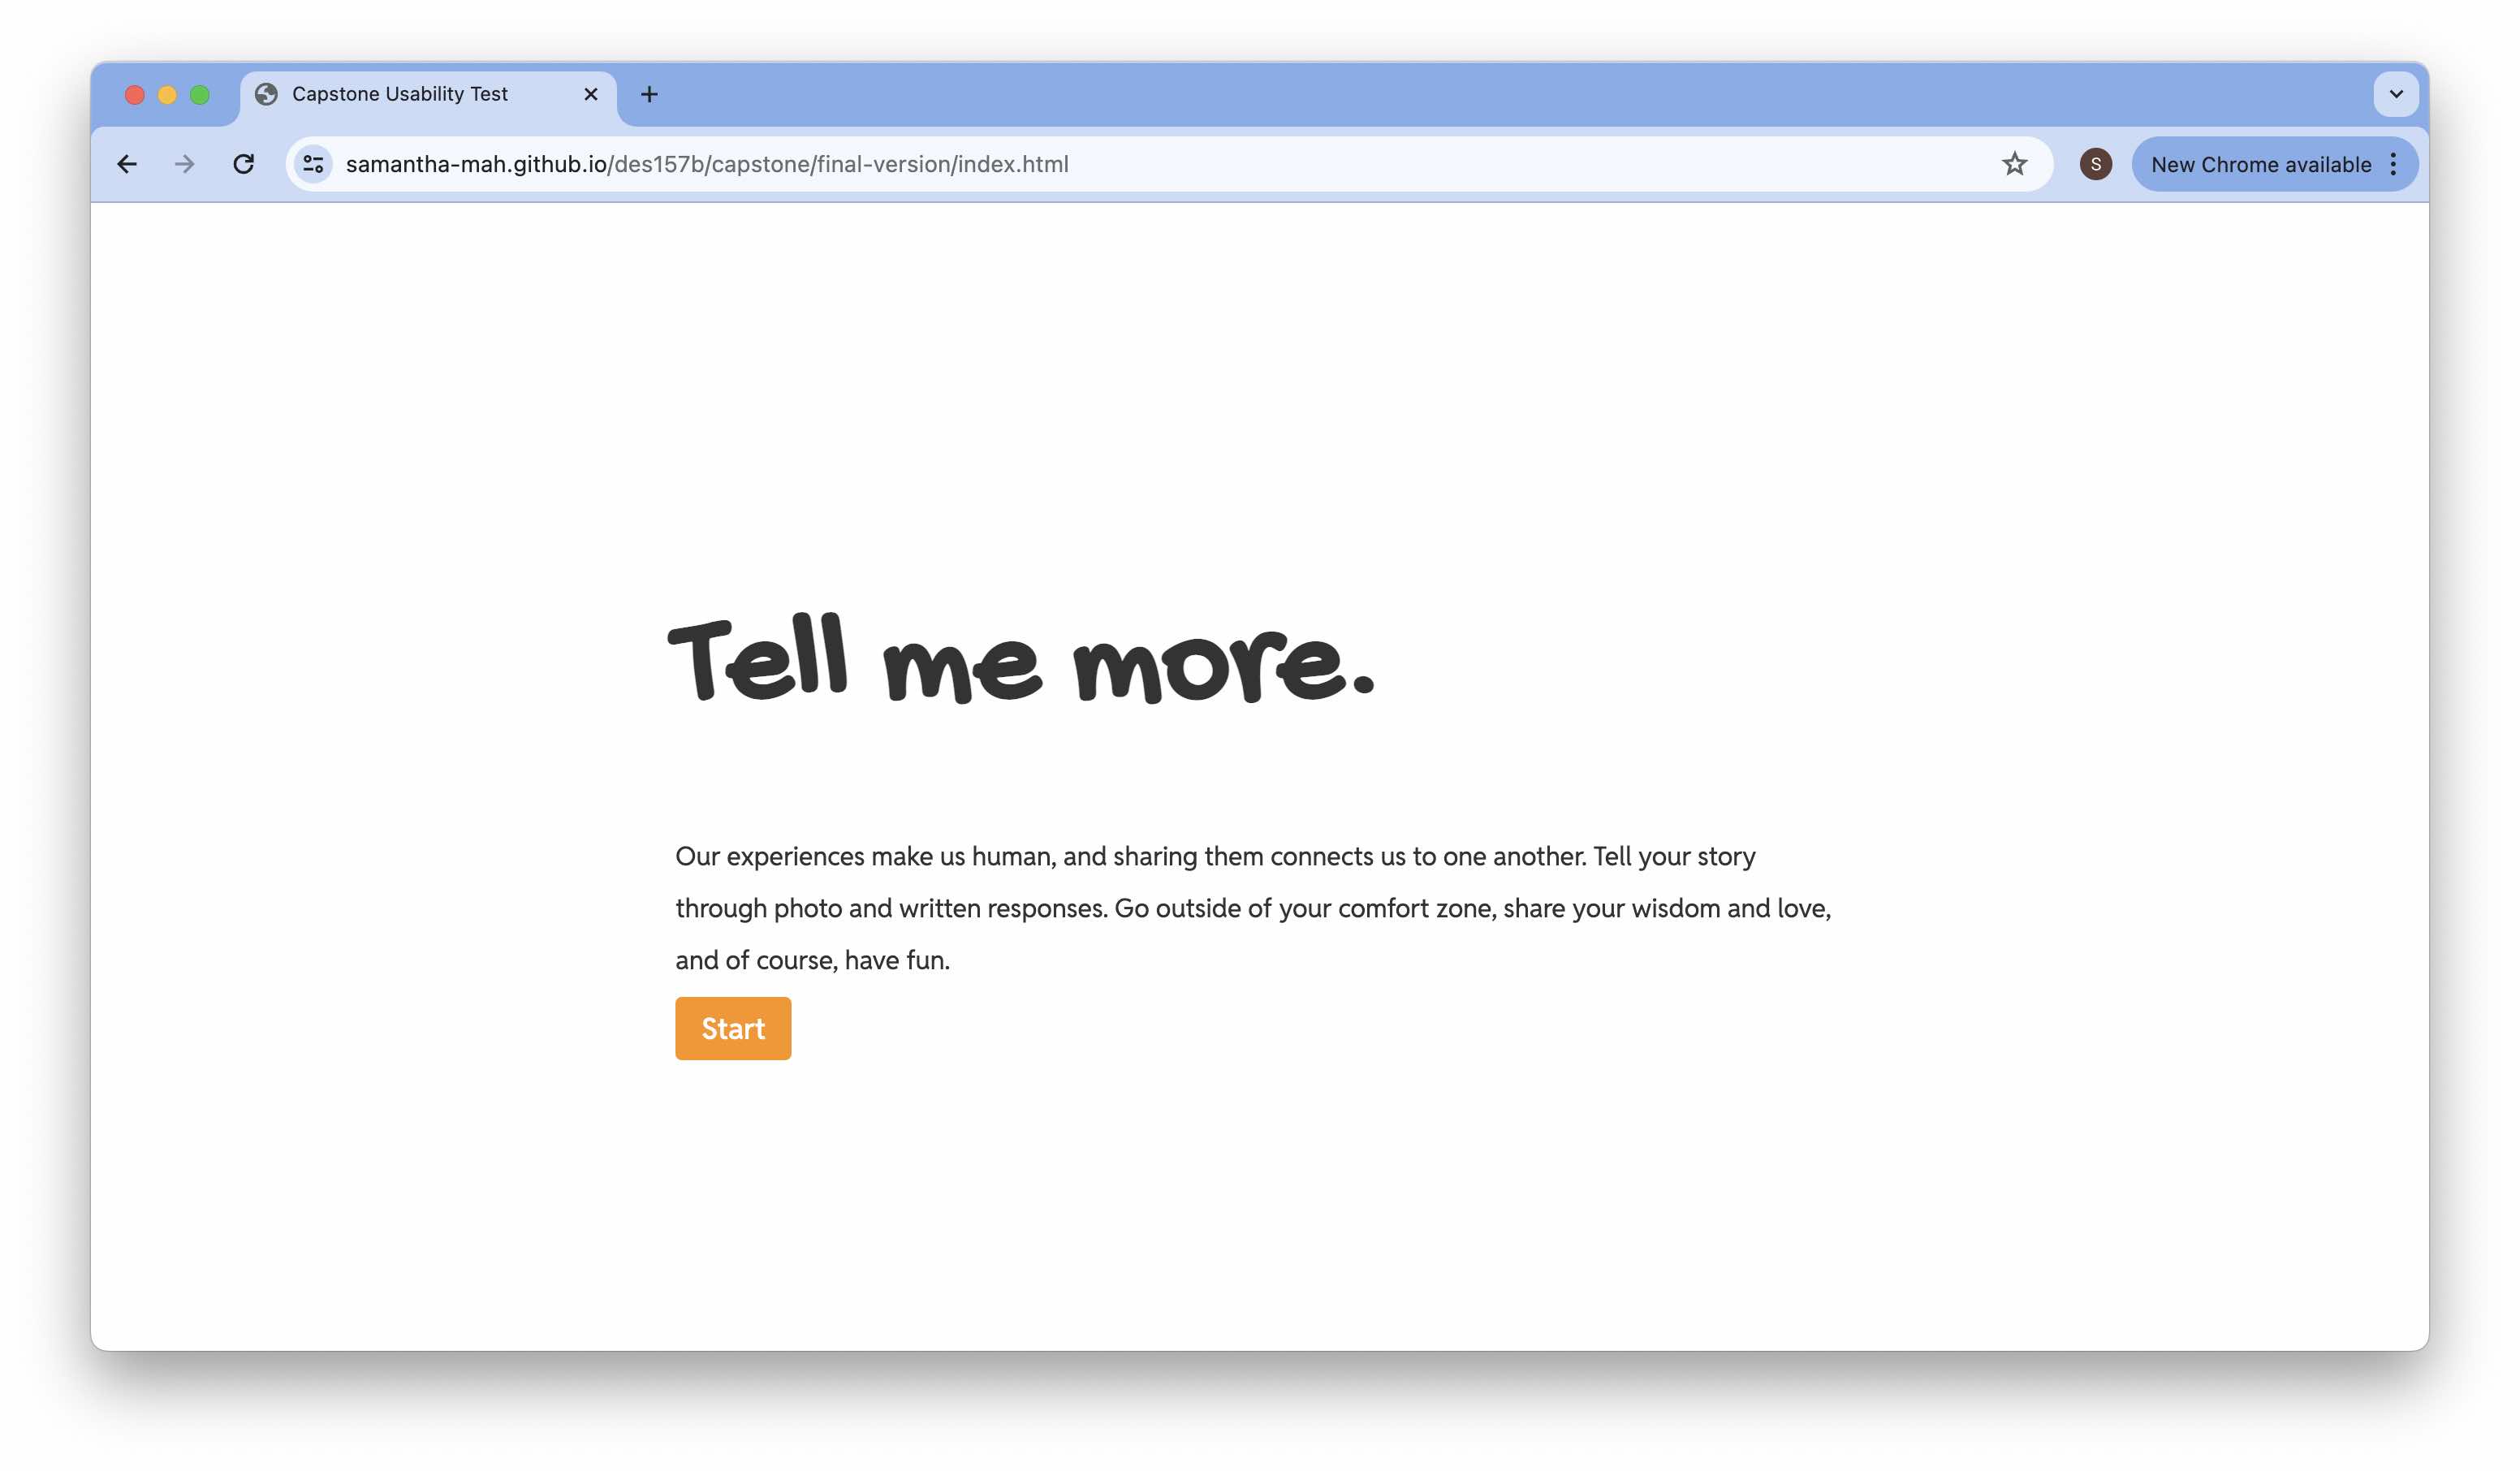 Capstone Usability Test
samantha-mah.github.io/des157b/capstone/final-version/index.html
S
New Chrome available
Tell me more.
Our experiences make us human, and sharing them connects us to one another. Tell your story
through photo and written responses. Go outside of your comfort zone, share your wisdom and love,
and of course, have fun.
Start